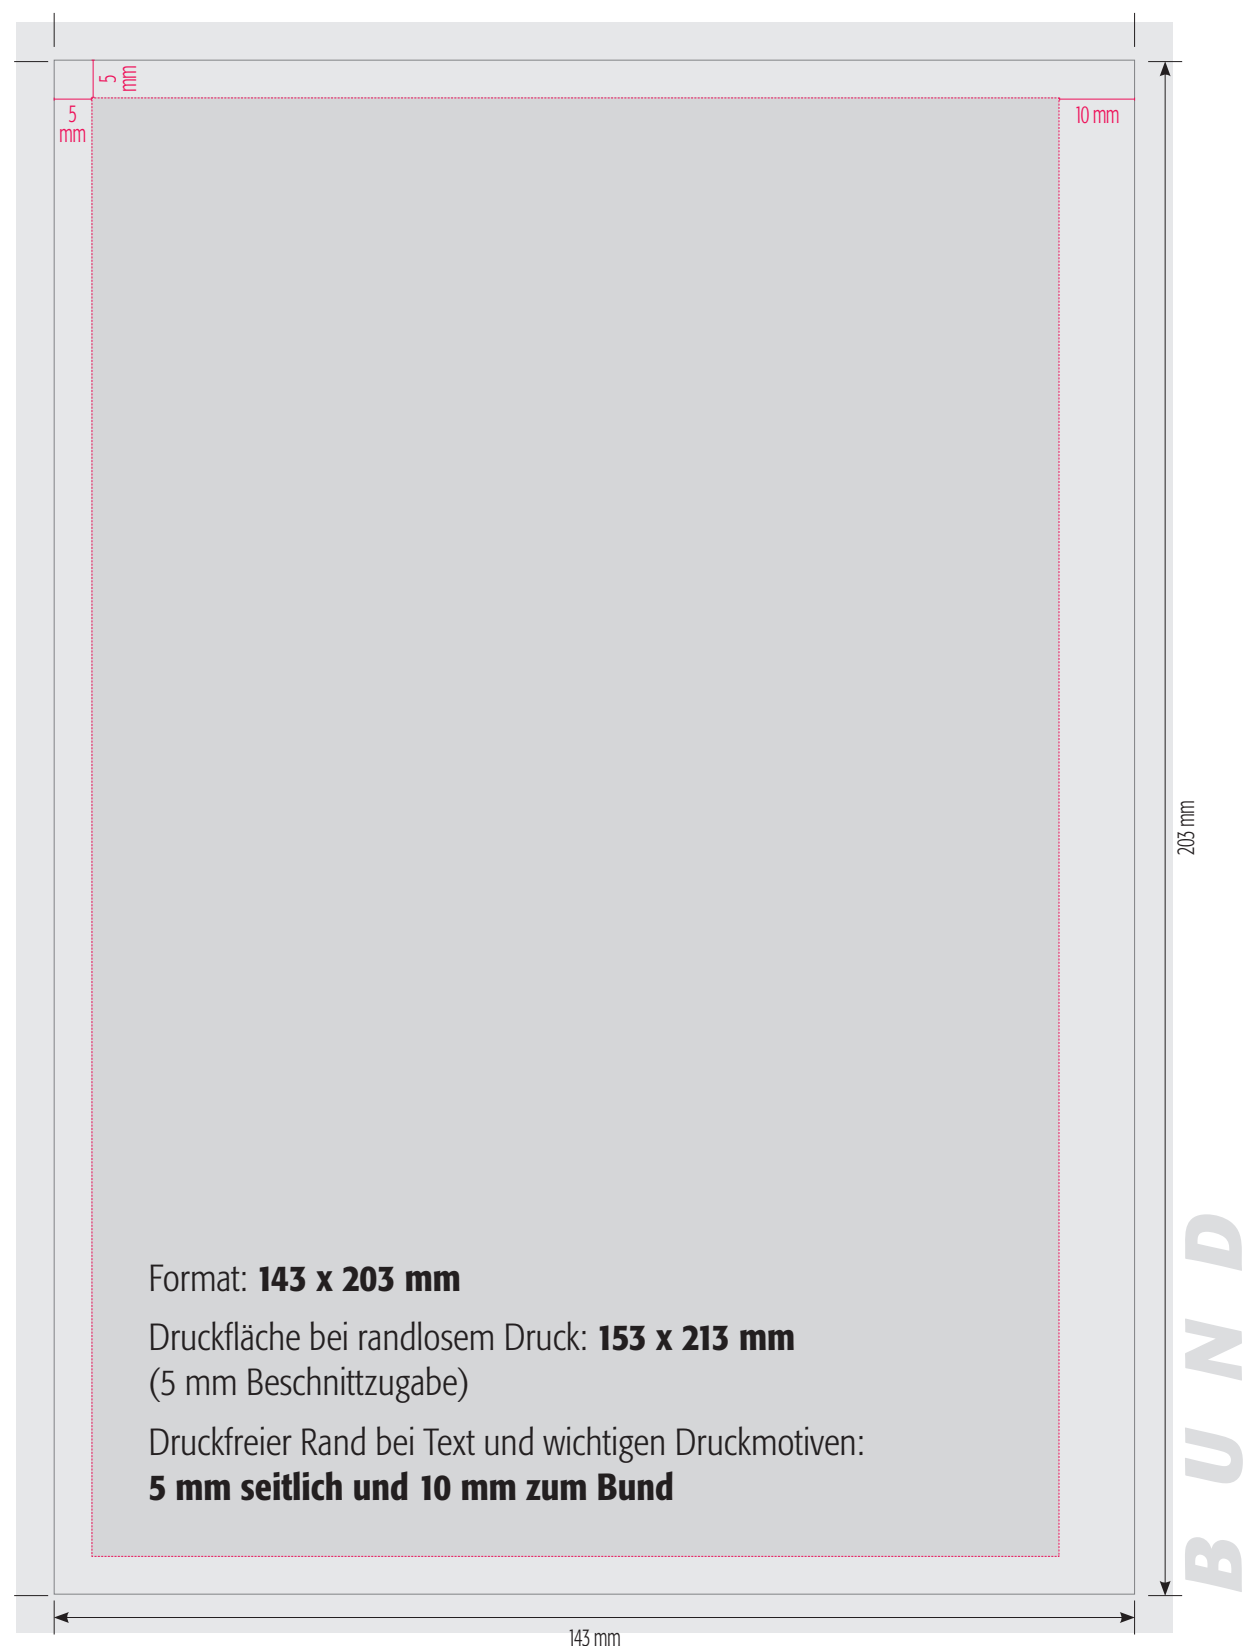 5
mm
5
mm
10 mm
203 mm
Format: 143 x 203 mm
Druckfläche bei randlosem Druck: 153 x 213 mm
(5 mm Beschnittzugabe)
Druckfreier Rand bei Text und wichtigen Druckmotiven:
5 mm seitlich und 10 mm zum Bund
BUND
143 mm